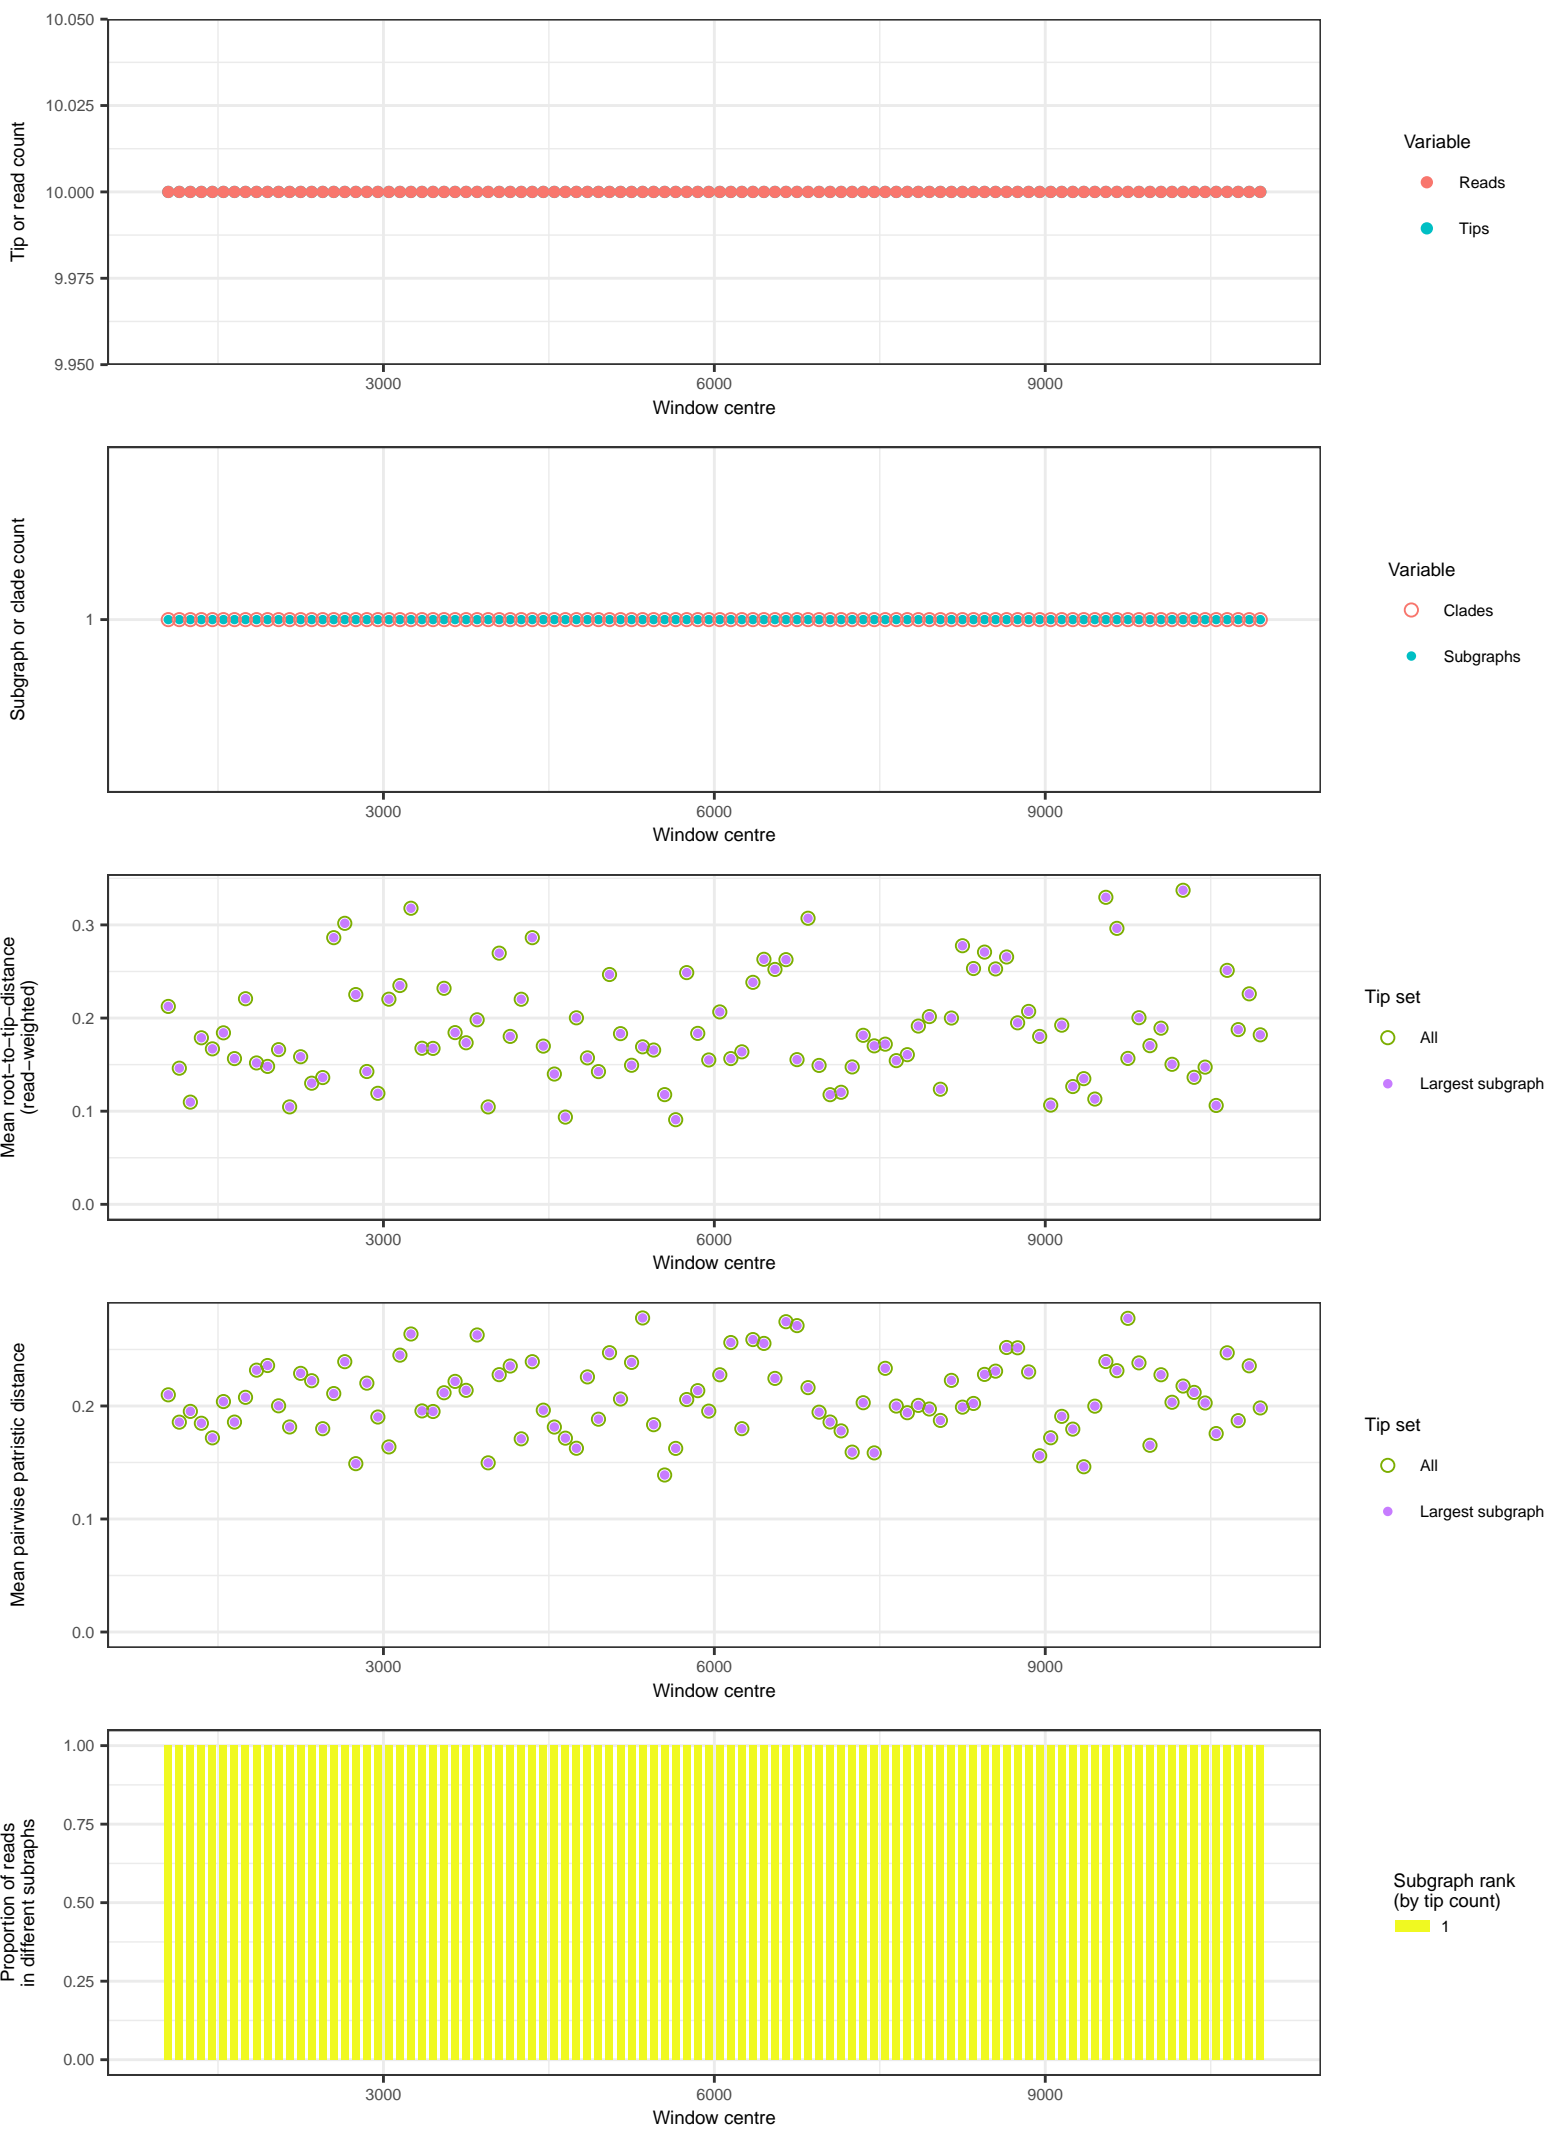 10.050
10.025
10.000
9.975
9.950
Tip or read count
3000 6000 9000
Window centre
Variable
Reads
Tips
1
Subgraph or clade count
3000 6000 9000
Window centre
Variable
Clades
Subgraphs
0.3
0.2
0.1
0.0
Mean root−to−tip−distance
(read−weighted)
3000 6000 9000
Window centre
Tip set
All
Largest subgraph
0.2
0.1
0.0
Mean pairwise patristic distance
3000 6000 9000
Window centre
Tip set
All
Largest subgraph
1.00
0.75
0.50
0.25
0.00
Proportion of reads
in different subraphs
3000 6000 9000
Window centre
Subgraph rank
(by tip count)
1